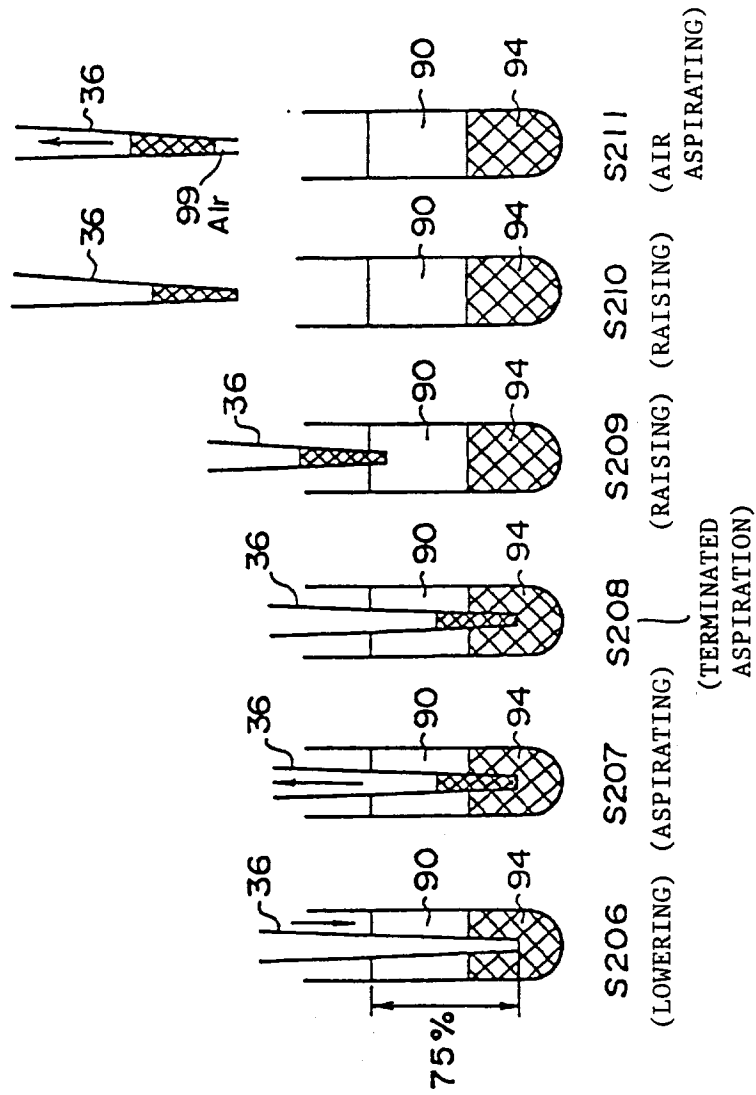 36
90
94
75%
S206
(LOWERING)
36
90
94
S207
(ASPIRATING)
36
90
94
S208
(TERMINATED
ASPIRATION)
36
90
94
S209
(RAISING)
36
90
94
S210
(RAISING)
36
99
Air
90
94
S211
(AIR
ASPIRATING)